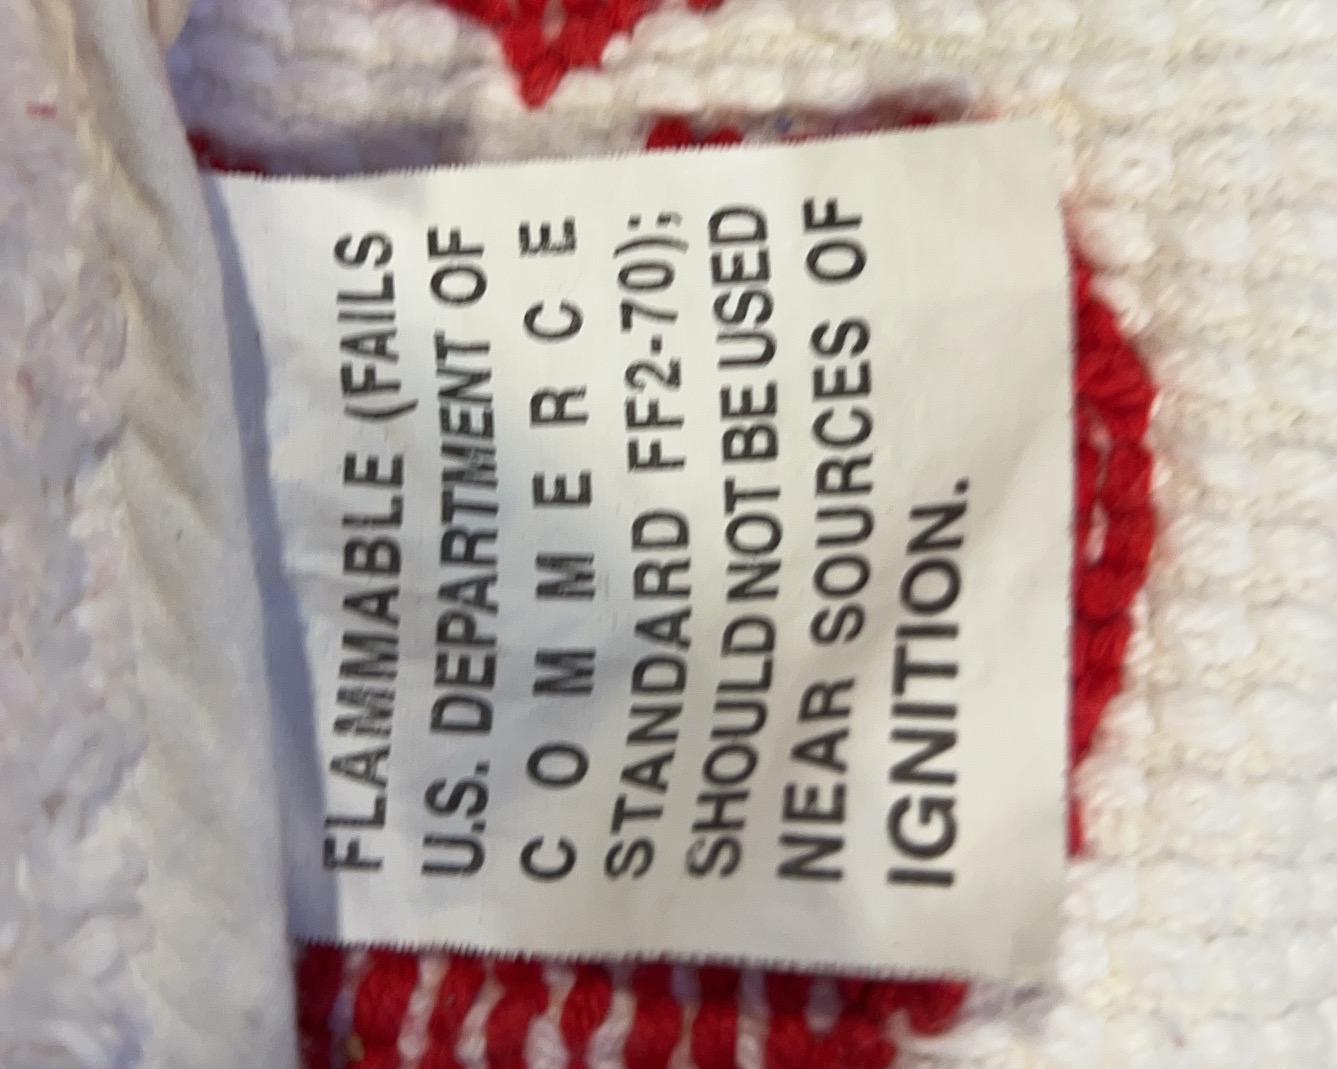 FLAMMABLE (FAILS
U.S. DEPARTMENT OF
C O M M E R C E
STANDARD FF2-70);
SHOULD NOT BE USED
NEAR SOURCES OF
IGNITION.